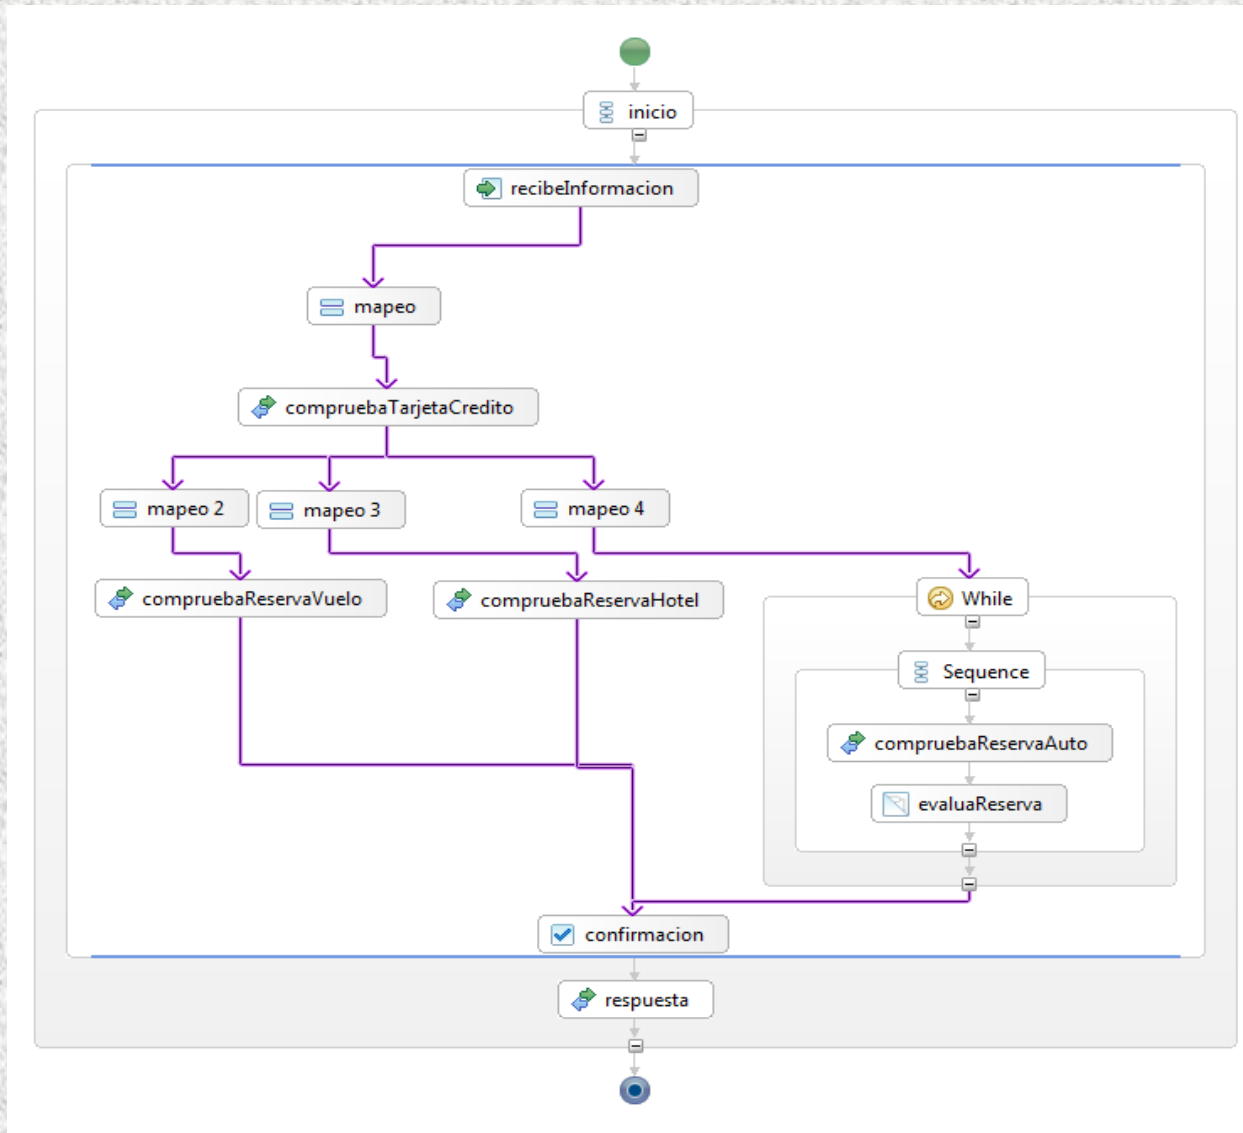 inicio
recibeInformacion
mapeo
compruebaTarjetaCredito
mapeo 2
mapeo 3
mapeo 4
compruebaReservaVuelo
compruebaReservaHotel
While
Sequence
compruebaReservaAuto
evaluaReserva
confirmacion
respuesta